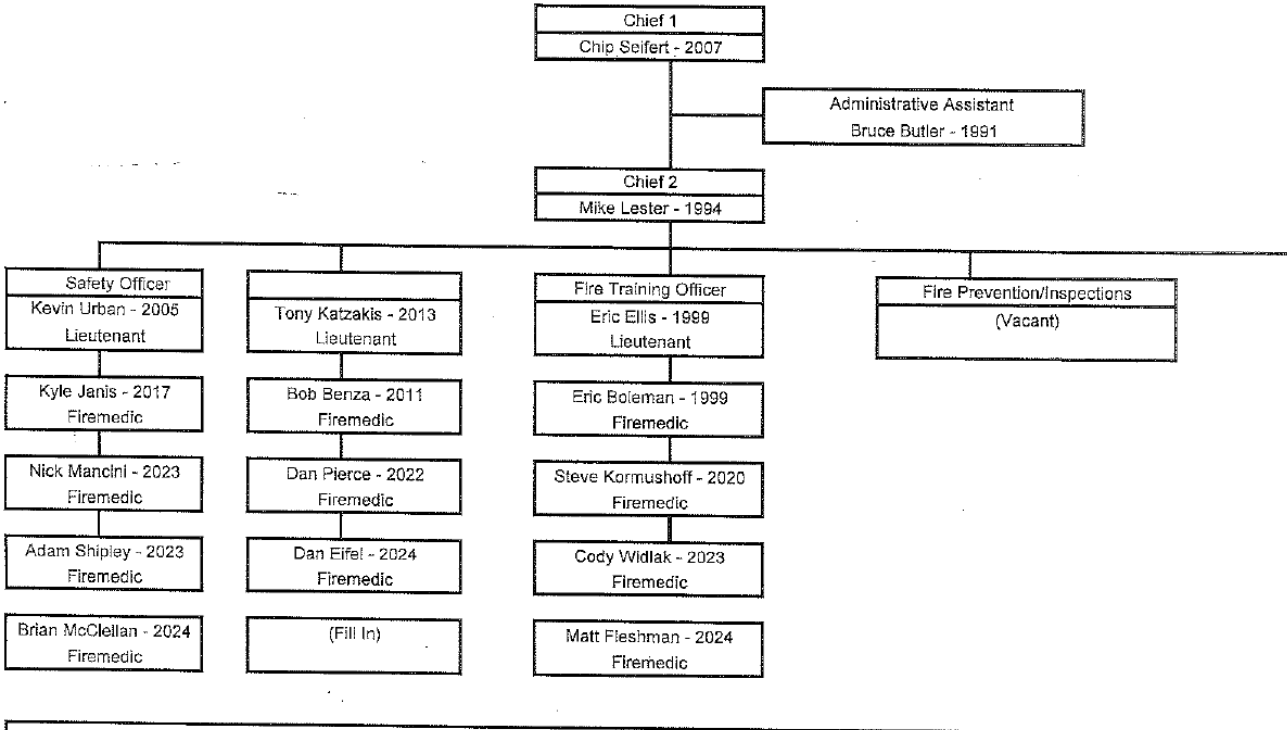 Chief 1
Chip Seifert - 2007
Administrative Assistant
Bruce Butler - 1991
Chief 2
Mike Lester - 1994
Safety Officer
Kevin Urban - 2005
Lieutenant
Kyle Janis - 2017
Firemedic
Nick Mancini - 2023
Firemedic
Adam Shipley - 2023
Firemedic
Brian McClellan - 2024
Firemedic
Tony Katzakis - 2013
Lieutenant
Bob Benza - 2011
Firemedic
Dan Pierce - 2022
Firemedic
Dan Eifel - 2024
Firemedic
(Fill In)
Fire Training Officer
Eric Ellis - 1999
Lieutenant
Eric Boleman - 1999
Firemedic
Steve Kormushoff - 2020
Firemedic
Cody Widlak - 2023
Firemedic
Matt Fleshman - 2024
Firemedic
Fire Prevention/Inspections
(Vacant)